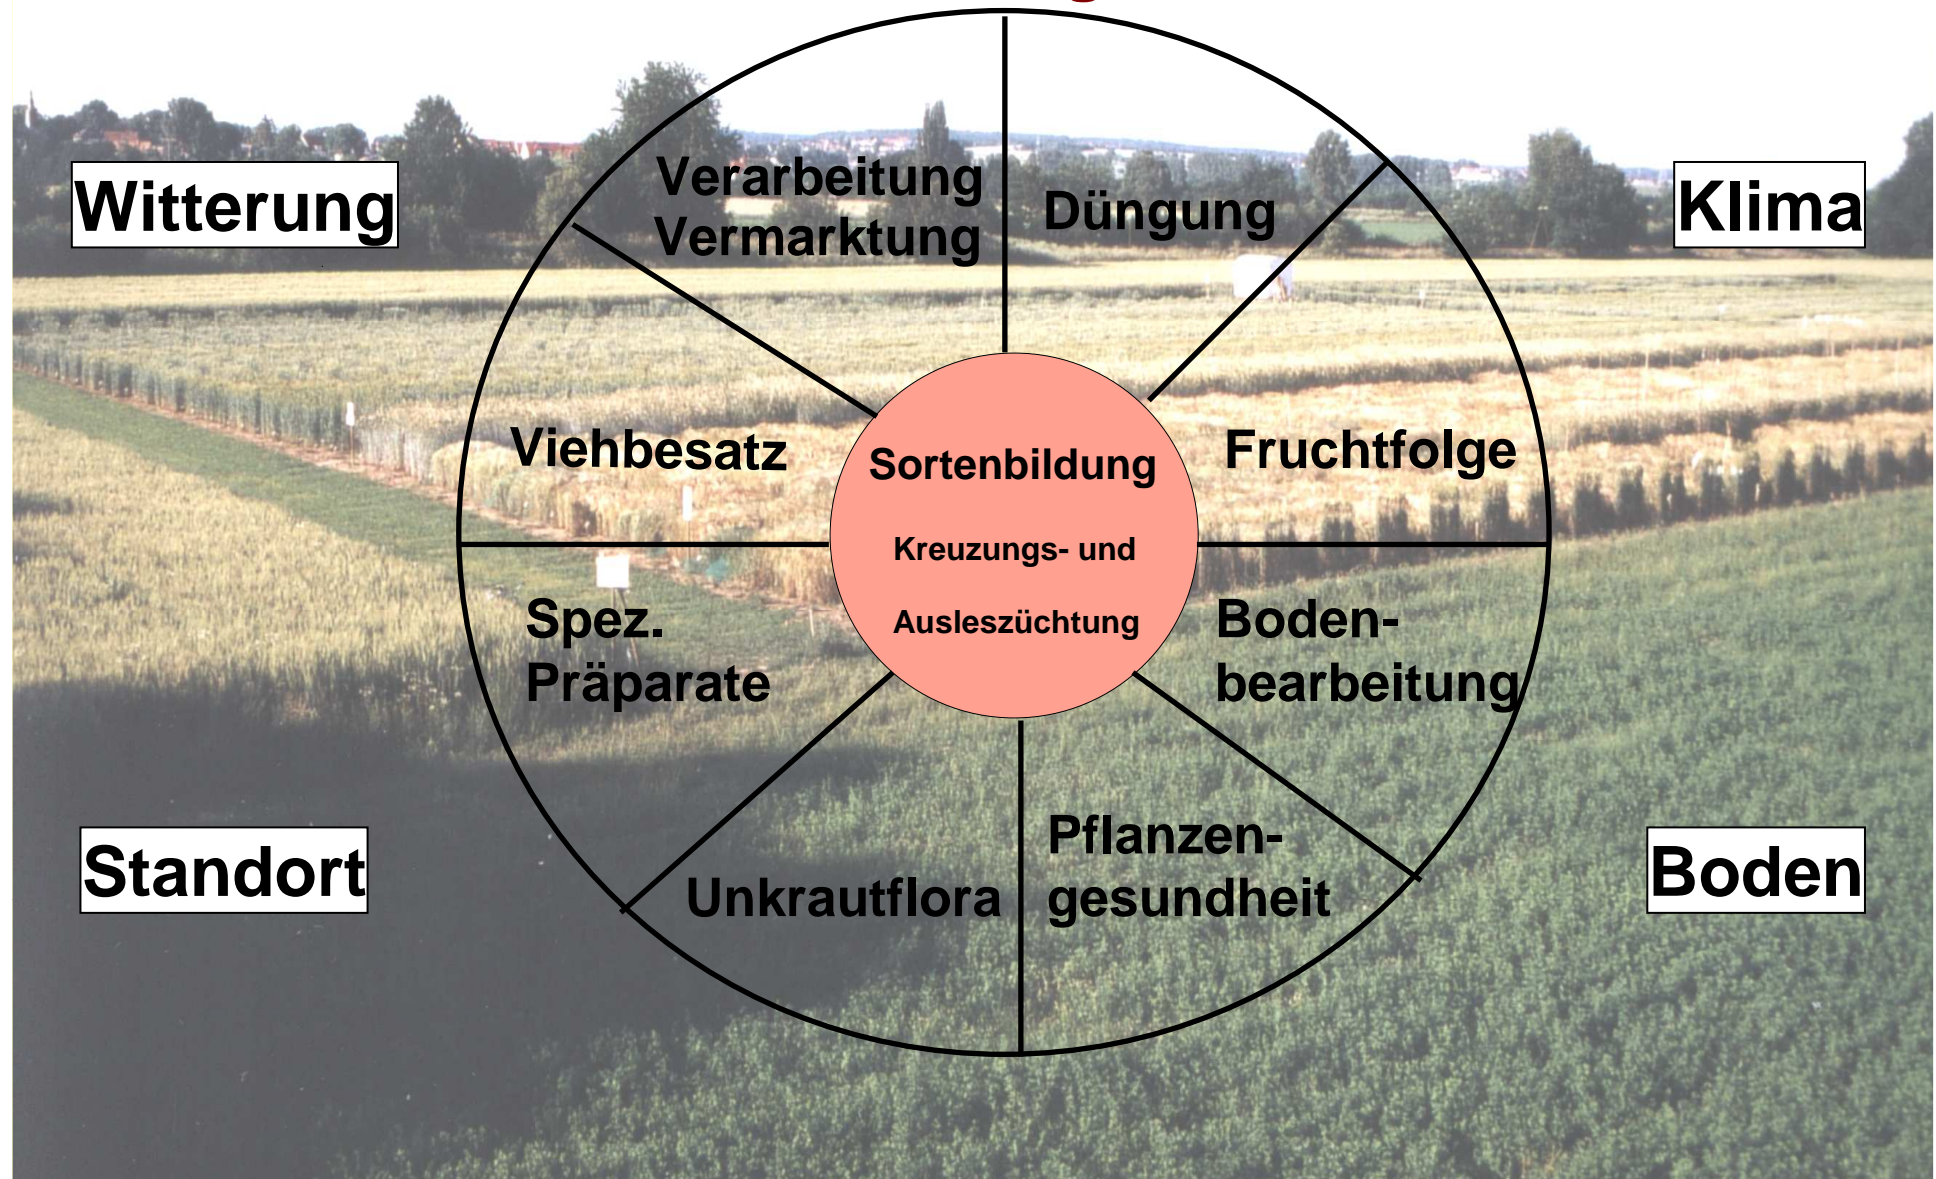 Verarbeitung
Vermarktung
Düngung
Witterung
Klima
Viehbesatz
Fruchtfolge
Sortenbildung
Kreuzungs- und
Ausleszüchtung
Spez.
Präparate
Boden-
bearbeitung
Unkrautflora
Pflanzen-
gesundheit
Standort
Boden